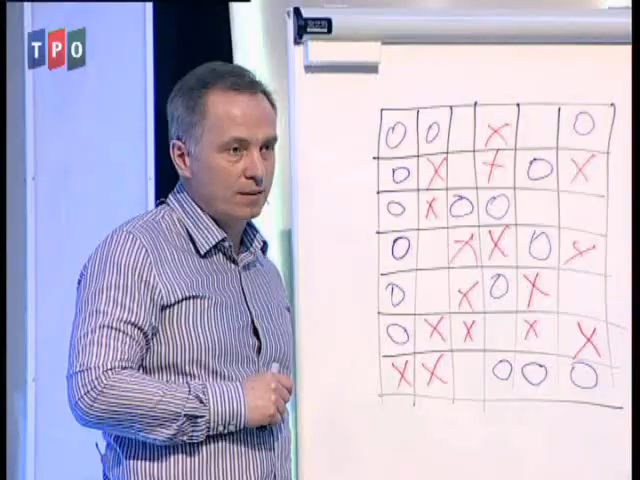 ТРО
O O X O
O X X O X
O X O O
O X X O X
O X O X
O X X X X
X X O O O